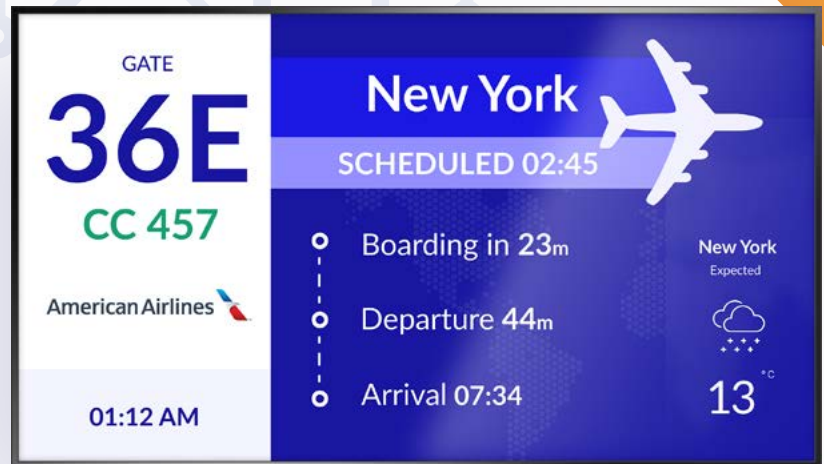 GATE
36E
CC 457
American Airlines
01:12 AM
New York
SCHEDULED 02:45
Boarding in 23m
Departure 44m
Arrival 07:34
New York
Expected
°C
13